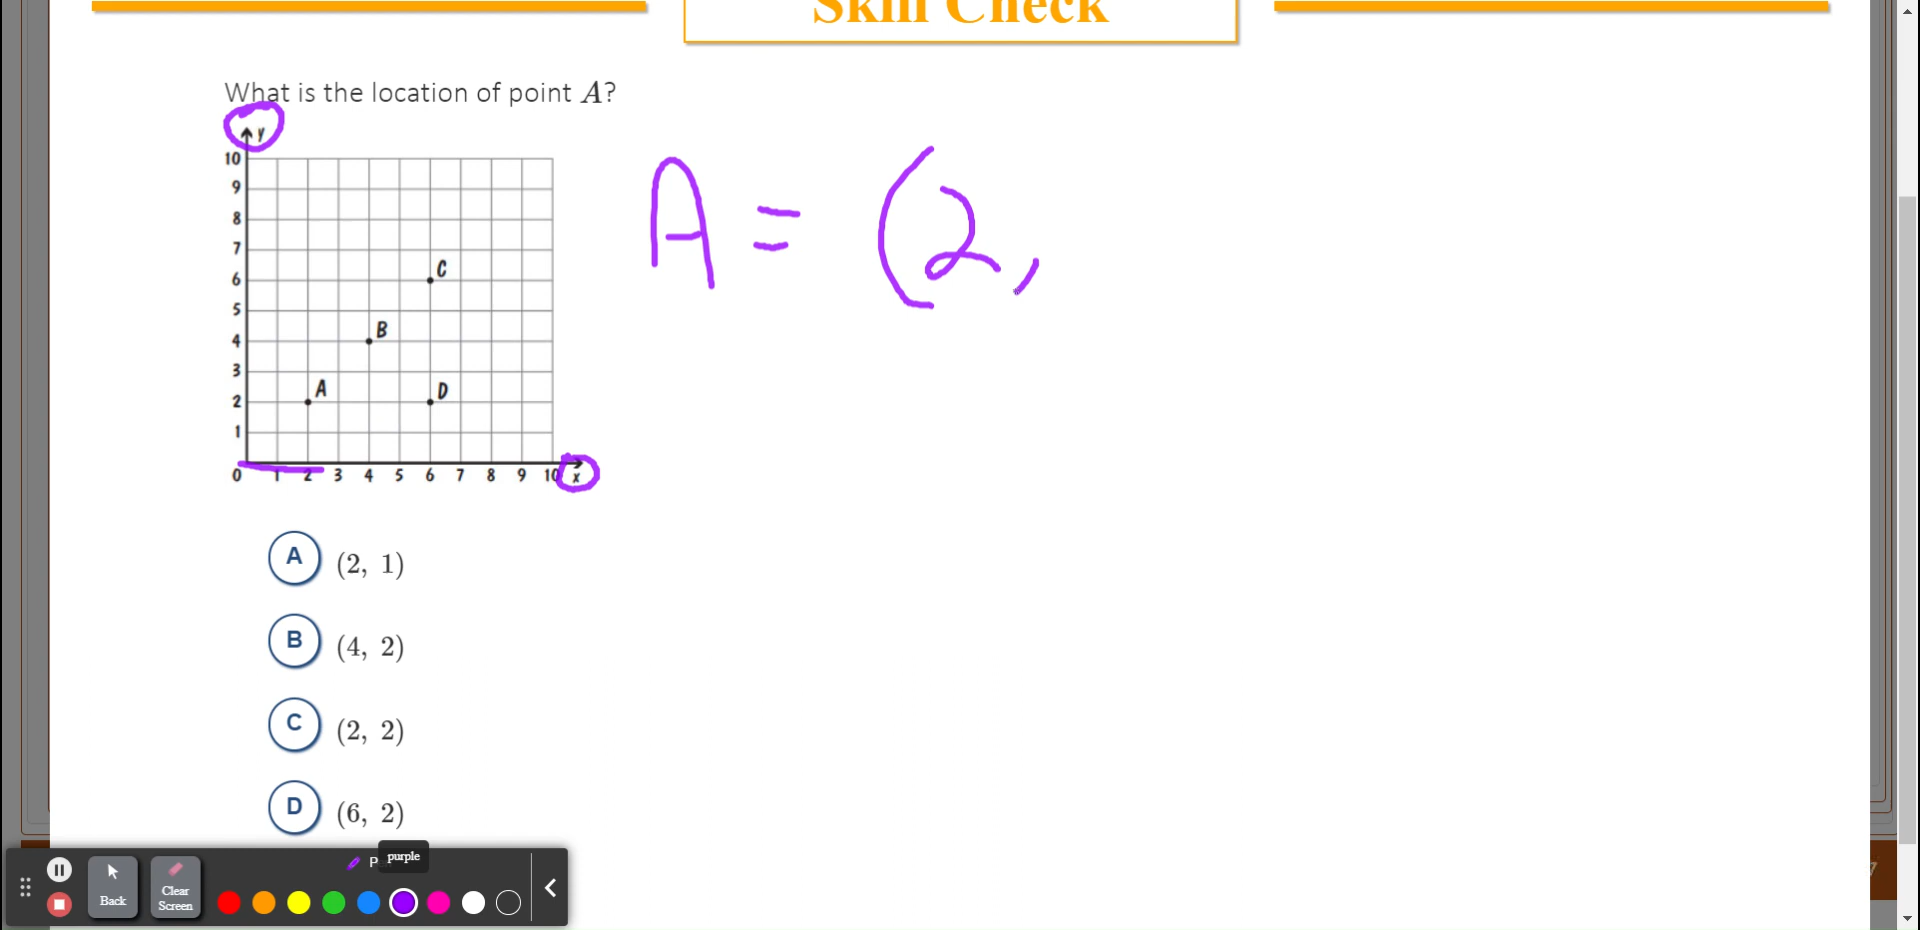 Skill Check
What is the location of point A?
y
10
9
8
7
6
5
4
3
2
1
C
B
A
D
0 1 2 3 4 5 6 7 8 9 10 x
A = (2,
A (2, 1)
B (4, 2)
C (2, 2)
D (6, 2)
P purple
Back
Clear
Screen
7